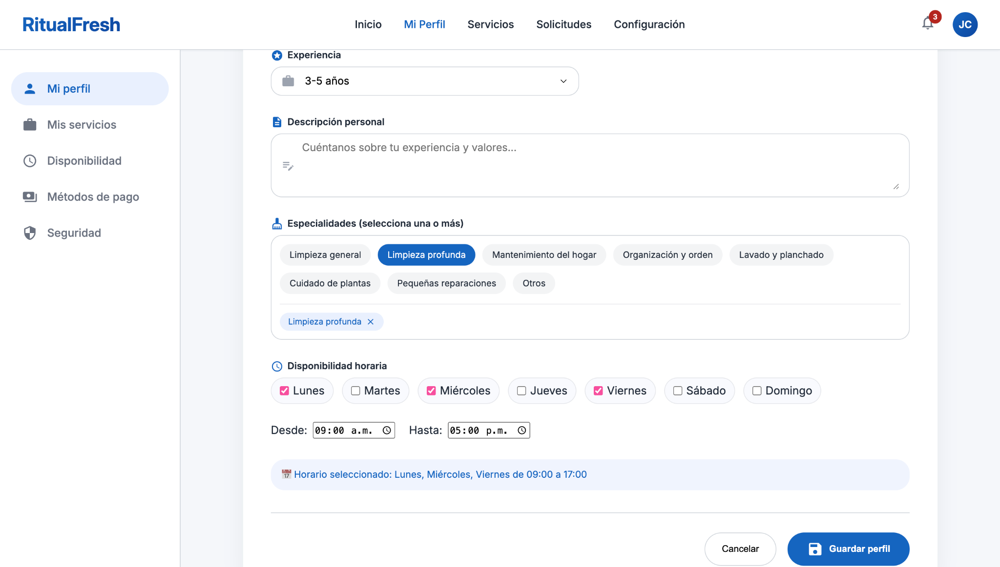 RitualFresh
Inicio Mi Perfil Servicios Solicitudes Configuración
3
JC
Mi perfil
Mis servicios
Disponibilidad
Métodos de pago
Seguridad
Experiencia
3-5 años
Descripción personal
Cuéntanos sobre tu experiencia y valores...
Especialidades (selecciona una o más)
Limpieza general Limpieza profunda Mantenimiento del hogar Organización y orden Lavado y planchado
Cuidado de plantas Pequeñas reparaciones Otros
Limpieza profunda
Disponibilidad horaria
Lunes Martes Miércoles Jueves Viernes Sábado Domingo
Desde: 09:00 a.m. Hasta: 05:00 p.m.
17 Horario seleccionado: Lunes, Miércoles, Viernes de 09:00 a 17:00
Cancelar Guardar perfil